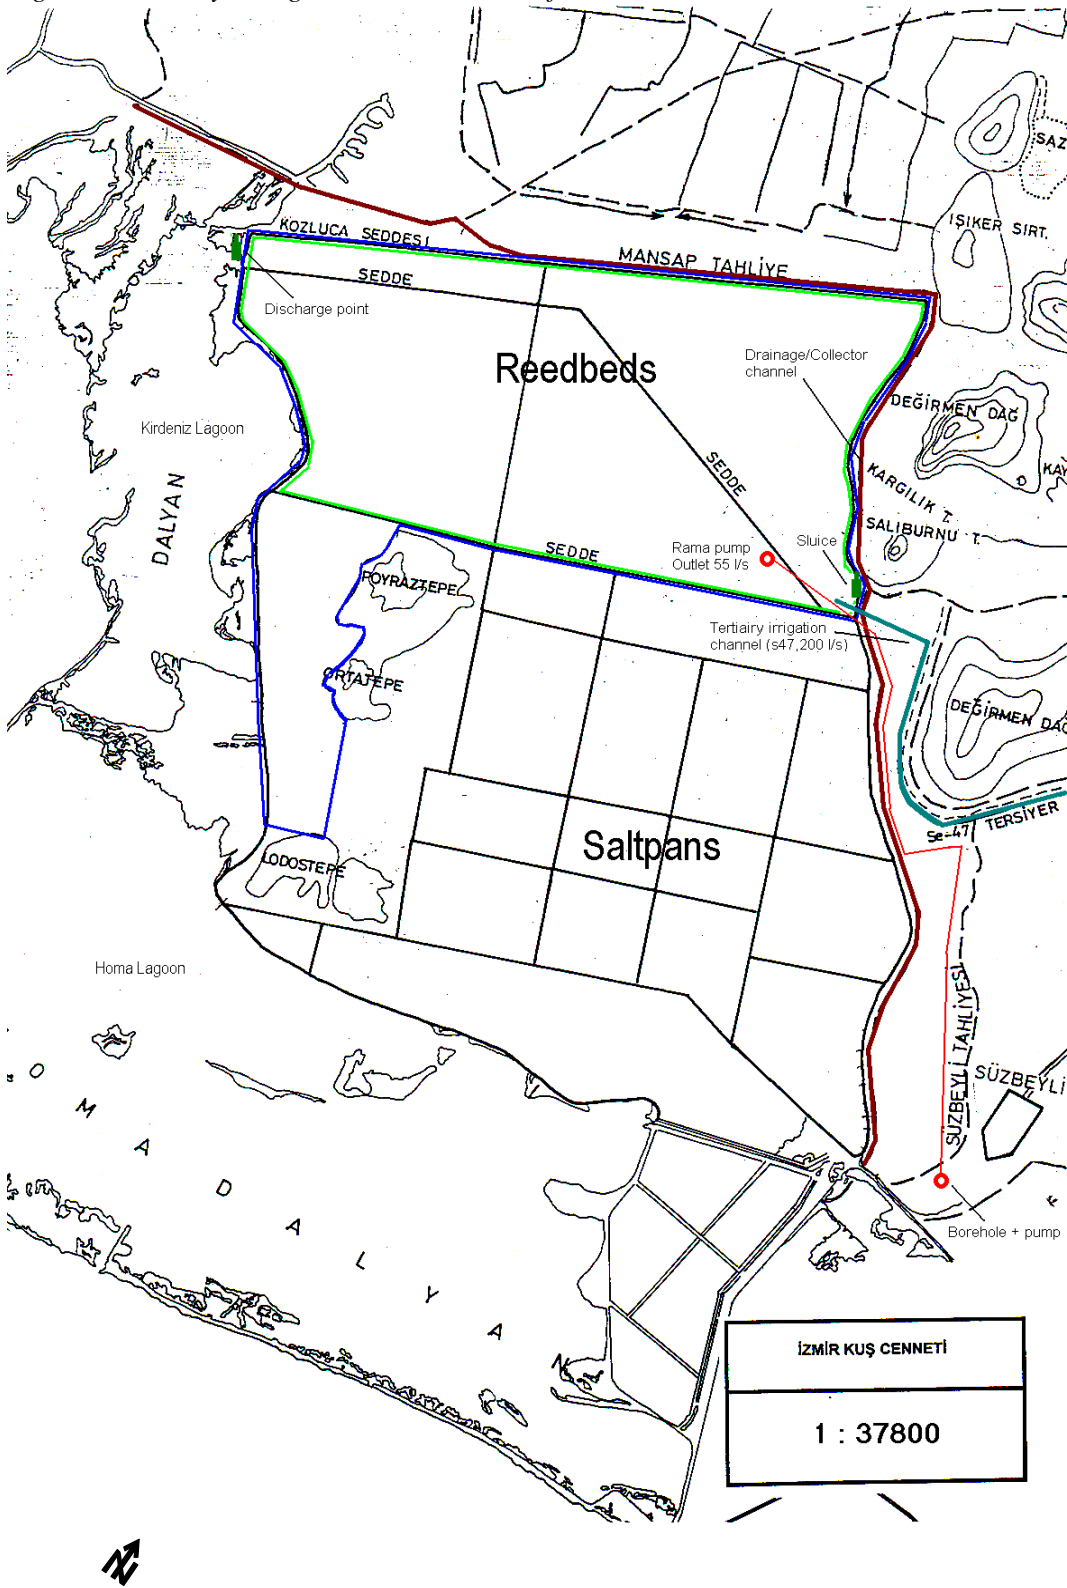 SAZ
IŞIKER SIRT.
KOZLUCA SEDDESİ
MANSAP TAHLİYE
SEDDE
Discharge point
Reedbeds
Drainage/Collector
channel
DEĞİRMEN DAĞ
Kirdeniz Lagoon
DALYAN
SEDDE
KARGILIK T.
SALIBURNU T.
SEDDE
Rama pump
Outlet 55 l/s
Sluice
POYRAZTEPE
Tertiairy irrigation
channel (s47,200 l/s)
ORTATEPE
DEĞİRMEN DAĞ
Saltpans
Se-47 TERSİYER
LODOSTEPE
Homa Lagoon
SÜZBEYLİ TAHLİYESİ
SÜZBEYLİ
OMADALYAN
Borehole + pump
İZMİR KUŞ CENNETİ
1 : 37800
N